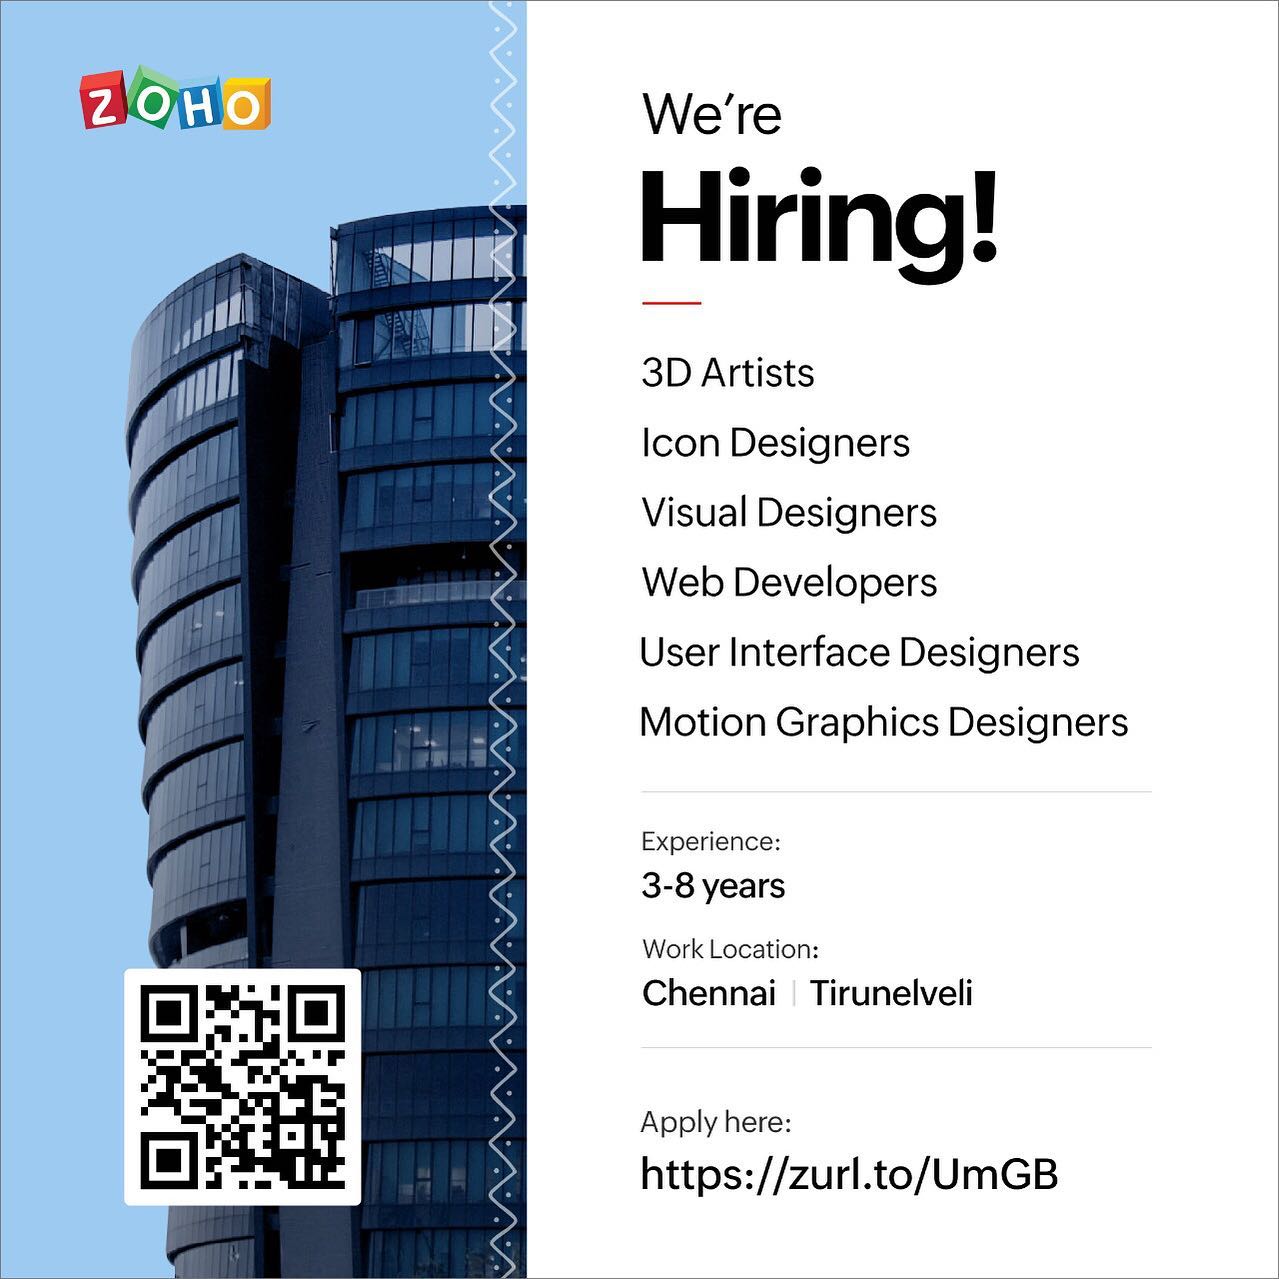 ZOHO
We’re
Hiring!
3D Artists
Icon Designers
Visual Designers
Web Developers
User Interface Designers
Motion Graphics Designers
Experience:
3-8 years
Work Location:
Chennai | Tirunelveli
Apply here:
https://zurl.to/UmGB